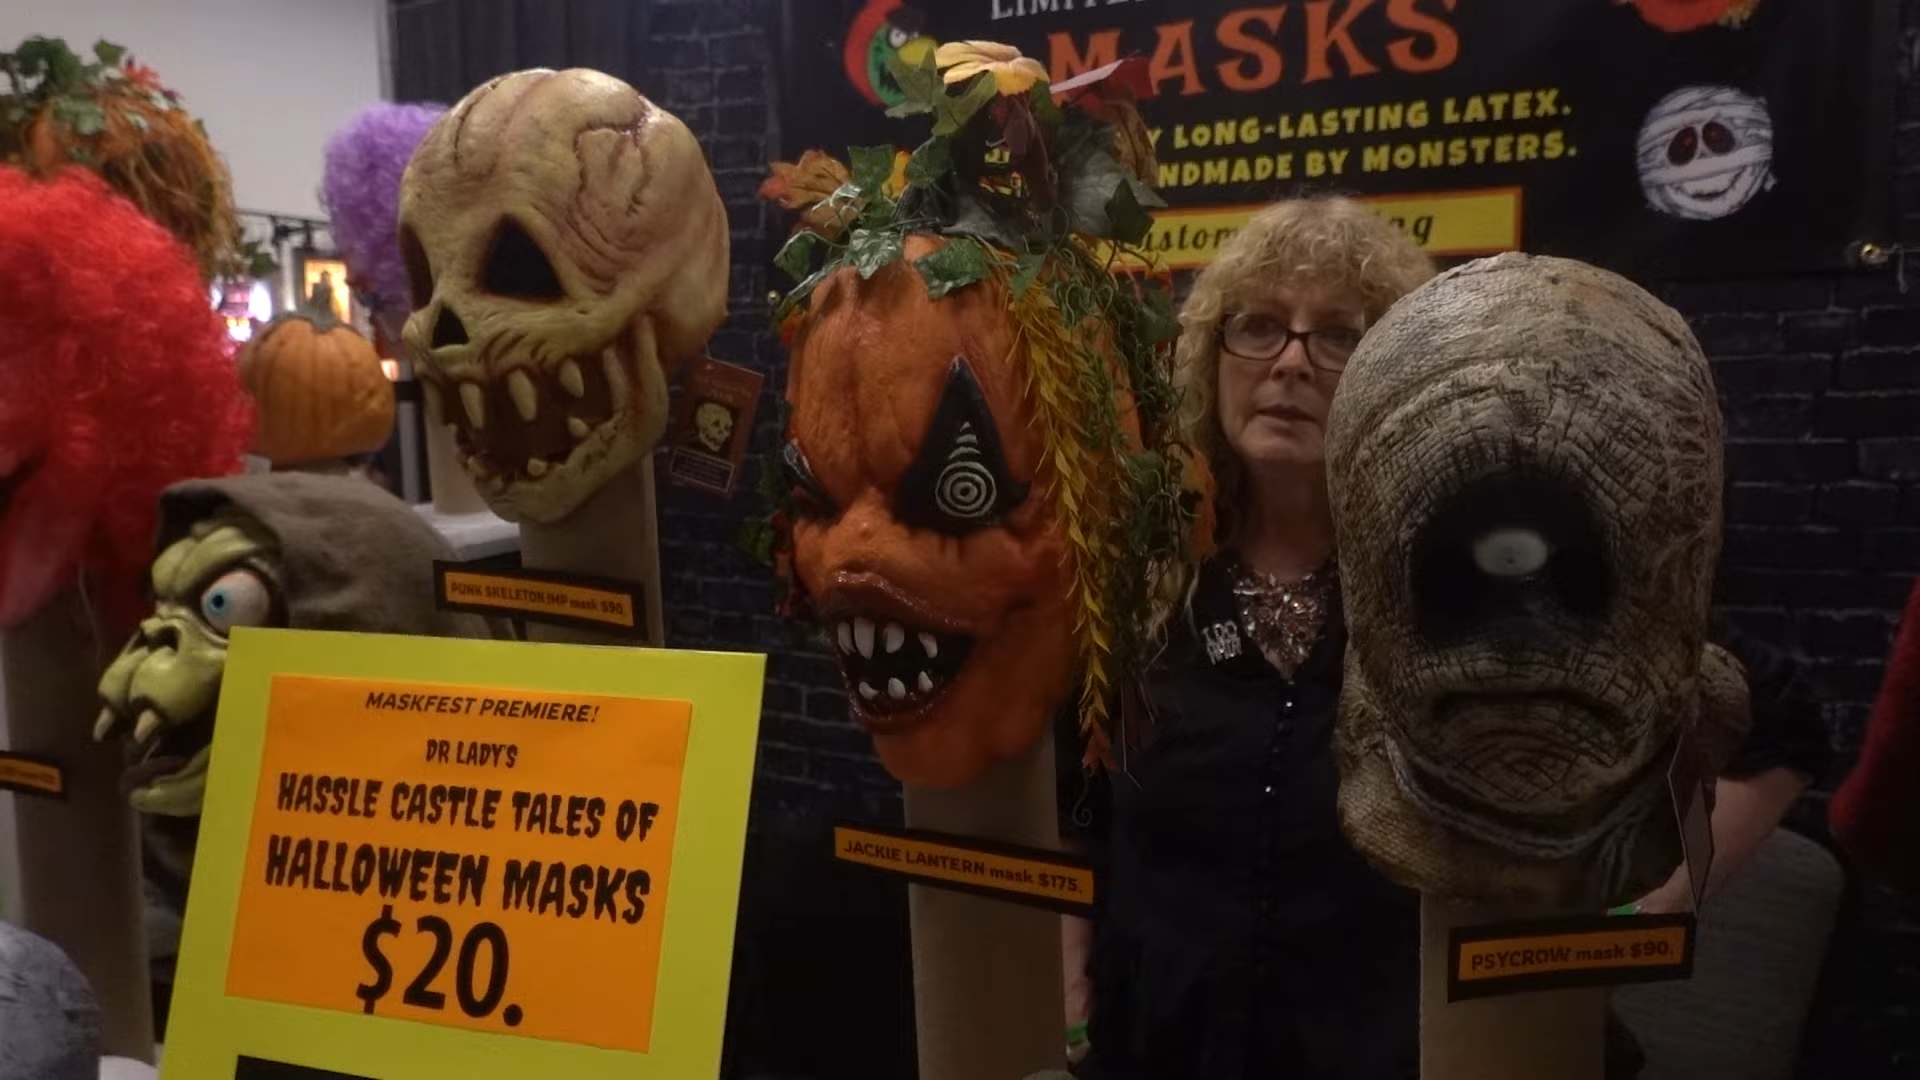 MASKS
LONG-LASTING LATEX.
BY MONSTERS.
PUNK SKELETON IMP mask $90.
MASKFEST PREMIERE!
DR LADY'S
HASSLE CASTLE TALES OF
HALLOWEEN MASKS
$20.
JACKIE LANTERN mask $175.
PSYCROW mask $90.